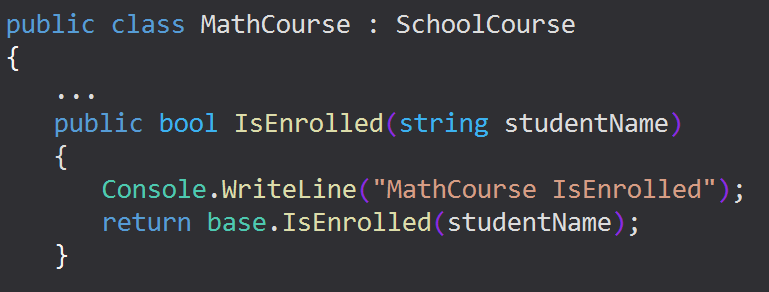 public class MathCourse : SchoolCourse
{
...
public bool IsEnrolled(string studentName)
{
Console.WriteLine("MathCourse IsEnrolled");
return base.IsEnrolled(studentName);
}